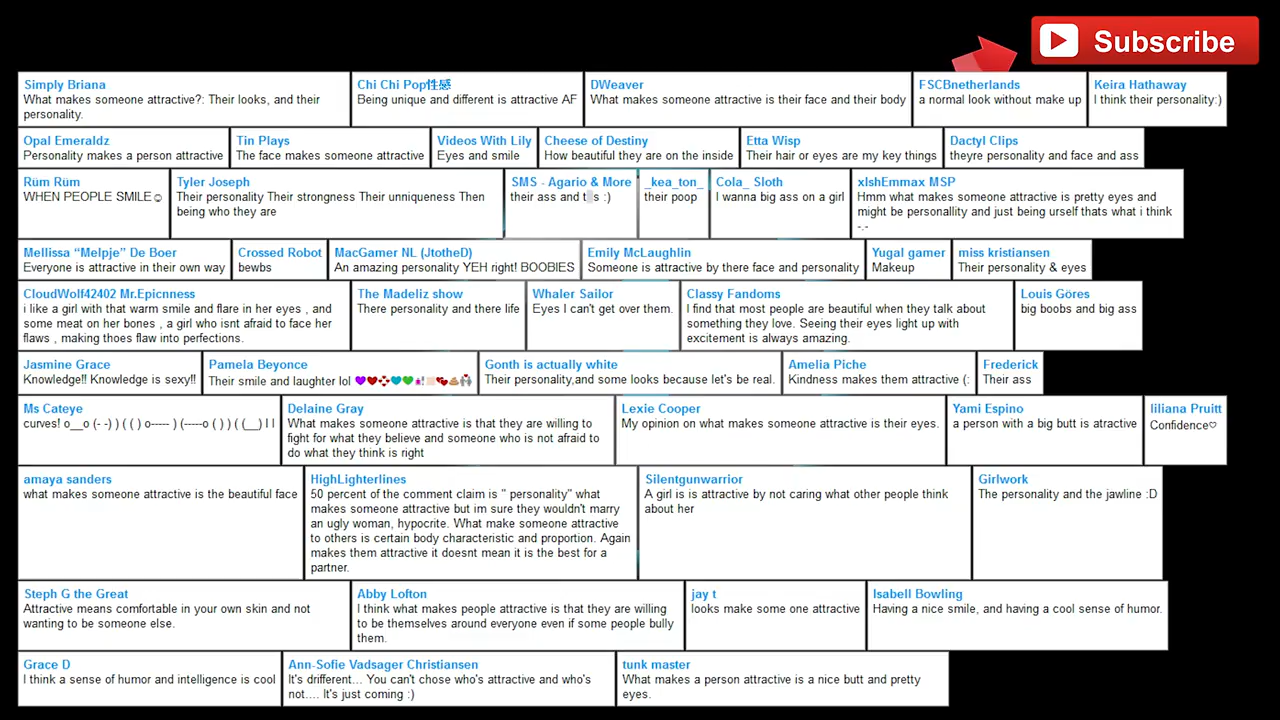 Subscribe
Simply Briana
What makes someone attractive?: Their looks, and their
personality.
Chi Chi Pop性感
Being unique and different is attractive AF
DWeaver
What makes someone attractive is their face and their body
FSCBnetherlands
a normal look without make up
Keira Hathaway
I think their personality:)
Opal Emeraldz
Personality makes a person attractive
Tin Plays
The face makes someone attractive
Videos With Lily
Eyes and smile
Cheese of Destiny
How beautiful they are on the inside
Etta Wisp
Their hair or eyes are my key things
Dactyl Clips
theyre personality and face and ass
Rüm Rüm
WHEN PEOPLE SMILE☺
Tyler Joseph
Their personality Their strongness Their unniqueness Then
being who they are
SMS - Agario & More
their ass and t s :)
_kea_ton_
their poop
Cola_ Sloth
I wanna big ass on a girl
xIshEmmax MSP
Hmm what makes someone attractive is pretty eyes and
might be personallity and just being urself thats what i think
-.-
Mellissa “Melpje” De Boer
Everyone is attractive in their own way
Crossed Robot
bewbs
MacGamer NL (JtotheD)
An amazing personality YEH right! BOOBIES
Emily McLaughlin
Someone is attractive by there face and personality
Yugal gamer
Makeup
miss kristiansen
Their personality & eyes
CloudWolf42402 Mr.Epicnness
i like a girl with that warm smile and flare in her eyes , and
some meat on her bones , a girl who isnt afraid to face her
flaws , making thoes flaw into perfections.
The Madeliz show
There personality and there life
Whaler Sailor
Eyes I can't get over them.
Classy Fandoms
I find that most people are beautiful when they talk about
something they love. Seeing their eyes light up with
excitement is always amazing.
Louis Göres
big boobs and big ass
Jasmine Grace
Knowledge!! Knowledge is sexy!!
Pamela Beyonce
Their smile and laughter lol
Gonth is actually white
Their personality,and some looks because let's be real.
Amelia Piche
Kindness makes them attractive (:
Frederick
Their ass
Ms Cateye
curves! o__o (- -) ) ( ( ) o----- ) (-----o ( ) ) ( (__) l l
Delaine Gray
What makes someone attractive is that they are willing to
fight for what they believe and someone who is not afraid to
do what they think is right
Lexie Cooper
My opinion on what makes someone attractive is their eyes.
Yami Espino
a person with a big butt is atractive
liliana Pruitt
Confidence♡
amaya sanders
what makes someone attractive is the beautiful face
HighLighterlines
50 percent of the comment claim is " personality" what
makes someone attractive but im sure they wouldn't marry
an ugly woman, hypocrite. What make someone attractive
to others is certain body characteristic and proportion. Again
makes them attractive it doesnt mean it is the best for a
partner.
Silentgunwarrior
A girl is is attractive by not caring what other people think
about her
Girlwork
The personality and the jawline :D
Steph G the Great
Attractive means comfortable in your own skin and not
wanting to be someone else.
Abby Lofton
I think what makes people attractive is that they are willing
to be themselves around everyone even if some people bully
them.
jay t
looks make some one attractive
Isabell Bowling
Having a nice smile, and having a cool sense of humor.
Grace D
I think a sense of humor and intelligence is cool
Ann-Sofie Vadsager Christiansen
It's drifferent... You can't chose who's attractive and who's
not.... It's just coming :)
tunk master
What makes a person attractive is a nice butt and pretty
eyes.